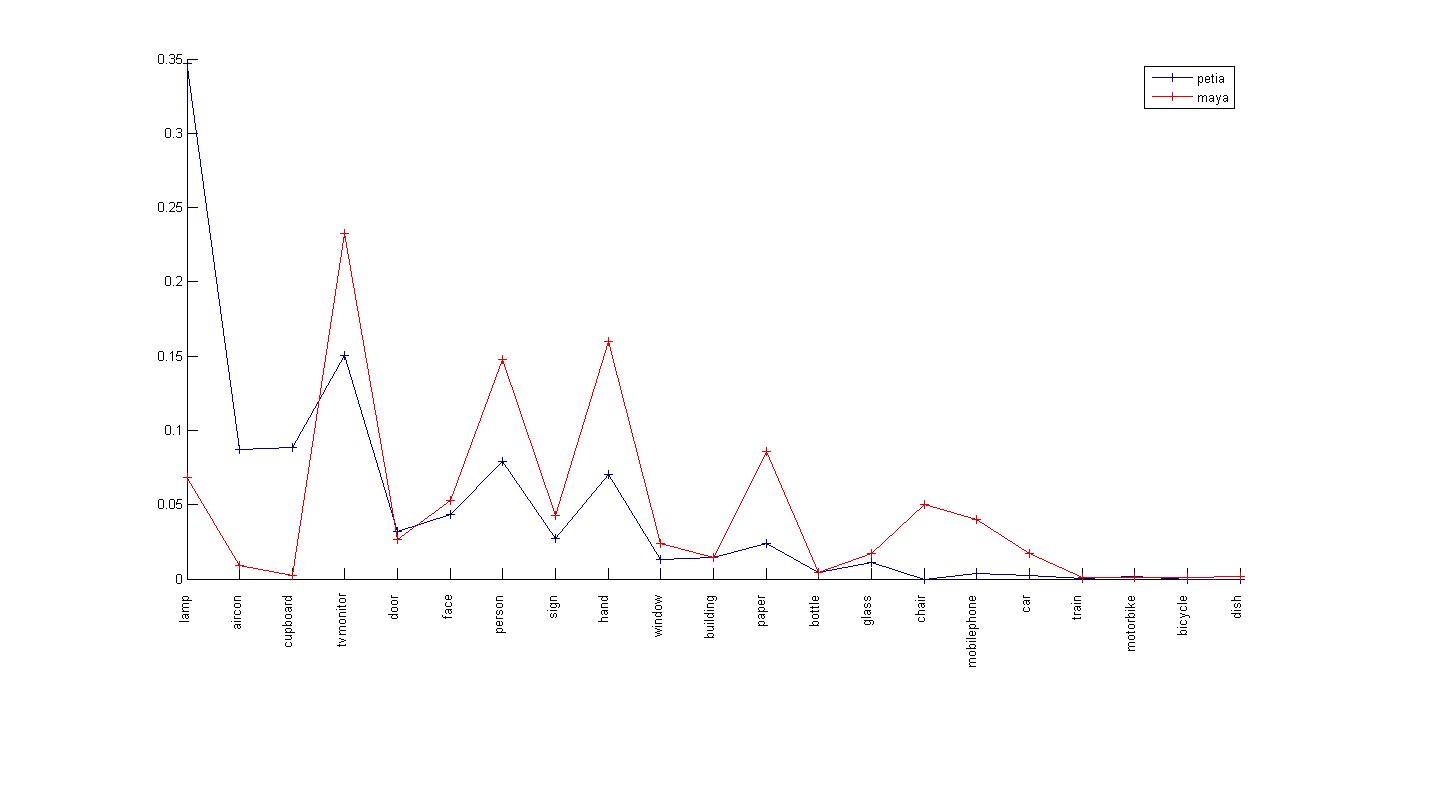 petia
maya
0.35
0.3
0.25
0.2
0.15
0.1
0.05
0
lamp
aircon
cupboard
tvmonitor
door
face
person
sign
hand
window
building
paper
bottle
glass
chair
mobilephone
car
train
motorbike
bicycle
dish